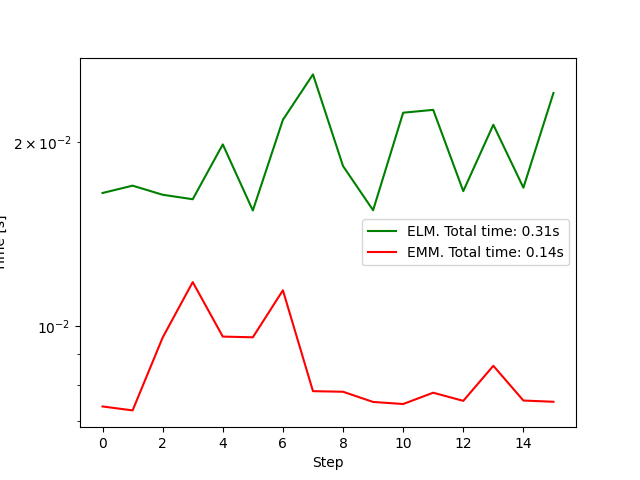 2 × 10⁻²
10⁻²
Time [s]
ELM. Total time: 0.31s
EMM. Total time: 0.14s
0 2 4 6 8 10 12 14
Step